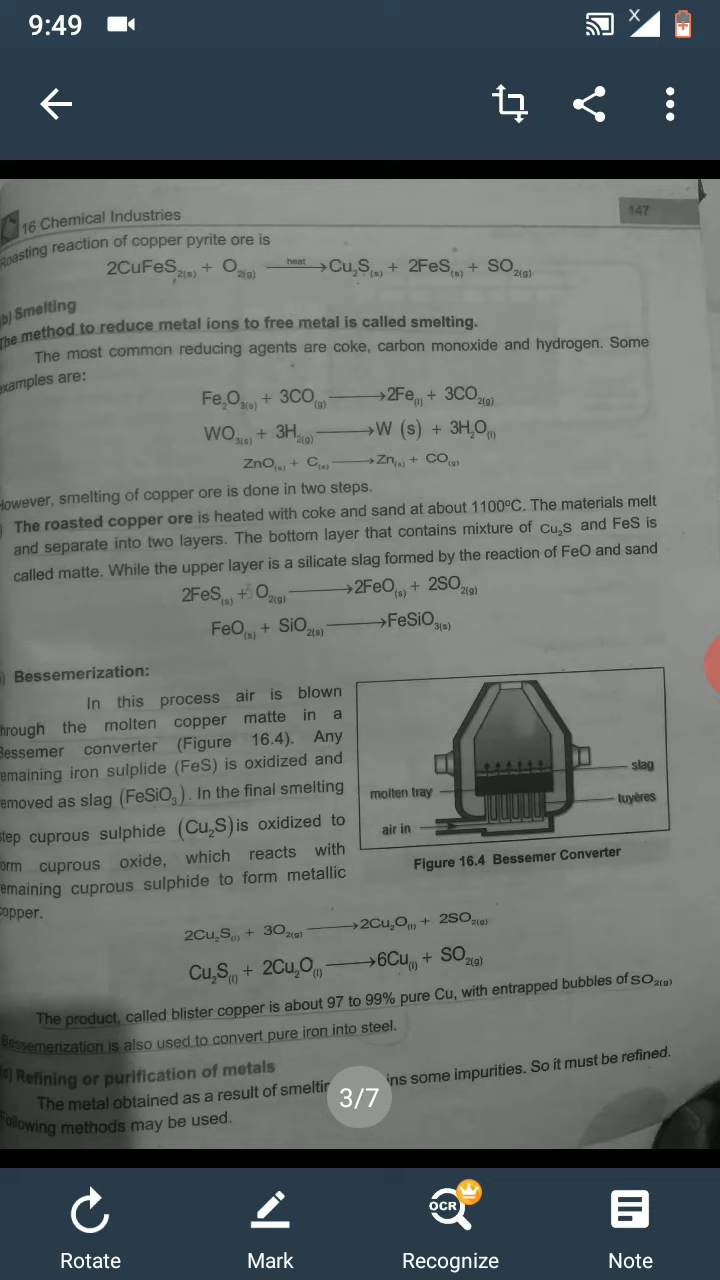 9:49
X
16 Chemical Industries
147
Roasting reaction of copper pyrite ore is
2CuFeS₂₍ₛ₎ + O₂₍g₎ heat → Cu₂S₍ₛ₎ + 2FeS₍ₛ₎ + SO₂₍g₎
b) Smelting
The method to reduce metal ions to free metal is called smelting.
The most common reducing agents are coke, carbon monoxide and hydrogen. Some
examples are:
Fe₂O₃₍ₛ₎ + 3CO₍g₎ → 2Fe₍ₗ₎ + 3CO₂₍g₎
WO₃₍ₛ₎ + 3H₂₍g₎ → W (s) + 3H₂O₍ₗ₎
ZnO₍ₛ₎ + C₍ₛ₎ → Zn₍ₛ₎ + CO₍g₎
However, smelting of copper ore is done in two steps.
) The roasted copper ore is heated with coke and sand at about 1100ºC. The materials melt
and separate into two layers. The bottom layer that contains mixture of Cu₂S and FeS is
called matte. While the upper layer is a silicate slag formed by the reaction of FeO and sand
2FeS₍ₛ₎ + 3O₂₍g₎ → 2FeO₍ₛ₎ + 2SO₂₍g₎
FeO₍ₛ₎ + SiO₂₍ₛ₎ → FeSiO₃₍ₛ₎
) Bessemerization:
In this process air is blown
hrough the molten copper matte in a
Bessemer converter (Figure 16.4). Any
emaining iron sulplide (FeS) is oxidized and
emoved as slag (FeSiO₃). In the final smelting
step cuprous sulphide (Cu₂S) is oxidized to
orm cuprous oxide, which reacts with
emaining cuprous sulphide to form metallic
copper.
molten tray
air in
slag
tuyères
Figure 16.4 Bessemer Converter
2Cu₂S₍ₗ₎ + 3O₂₍g₎ → 2Cu₂O₍ₗ₎ + 2SO₂₍g₎
Cu₂S₍ₗ₎ + 2Cu₂O₍ₗ₎ → 6Cu₍ₗ₎ + SO₂₍g₎
The product, called blister copper is about 97 to 99% pure Cu, with entrapped bubbles of SO₂₍g₎
Bessemerization is also used to convert pure iron into steel.
) Refining or purification of metals
The metal obtained as a result of smeltin ins some impurities. So it must be refined.
Following methods may be used.
3/7
OCR
Rotate
Mark
Recognize
Note